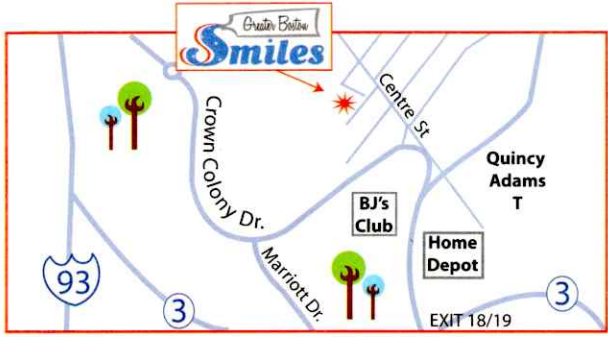 Greater Boston
Smiles
Centre St
Crown Colony Dr.
Quincy
Adams
T
BJ's
Club
Home
Depot
Marriott Dr.
93
3
3
EXIT 18/19